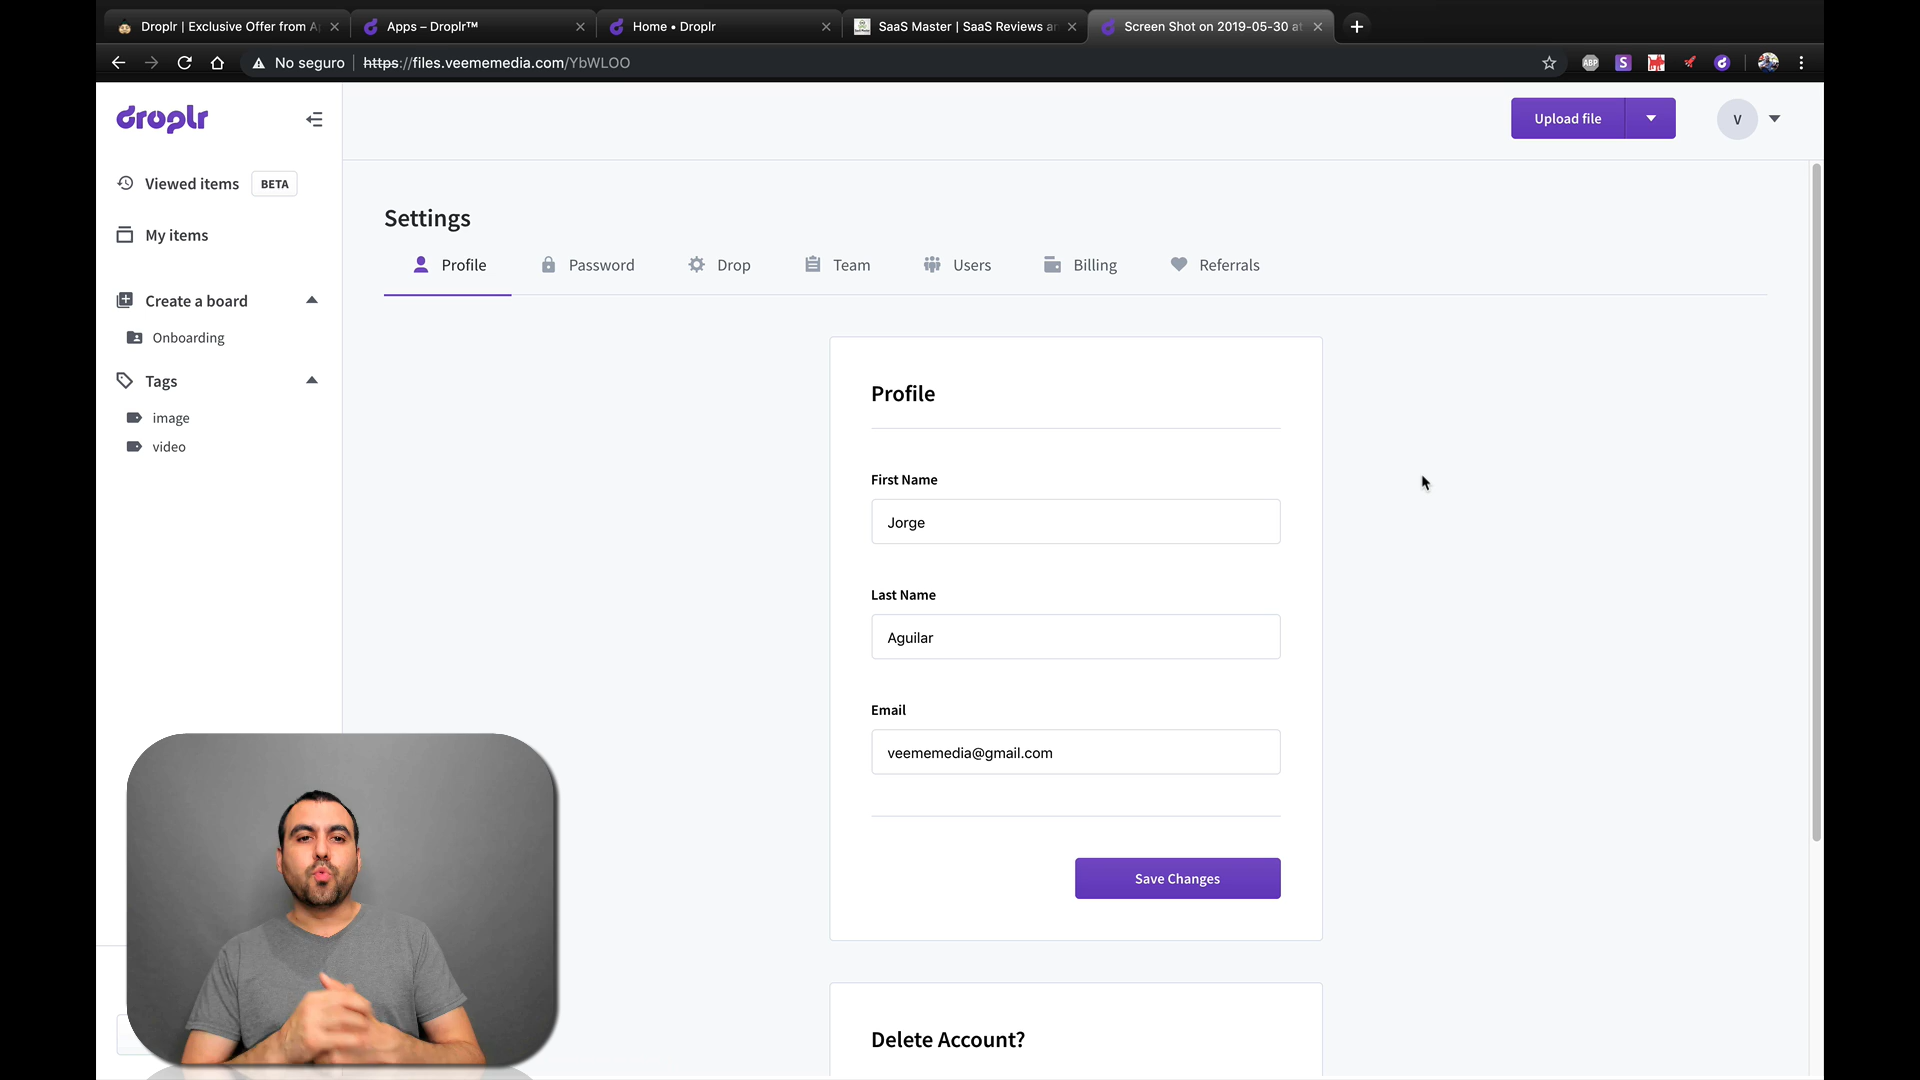 Droplr | Exclusive Offer from A
Apps – Droplr™
Home • Droplr
SaaS Master | SaaS Reviews an
Screen Shot on 2019-05-30 at
No seguro
https://files.veememedia.com/YbWLOO
ABP
S
droplr
Upload file
V
Viewed items
BETA
My items
Create a board
Onboarding
Tags
image
video
Settings
Profile
Password
Drop
Team
Users
Billing
Referrals
Profile
First Name
Jorge
Last Name
Aguilar
Email
veememedia@gmail.com
Save Changes
Delete Account?